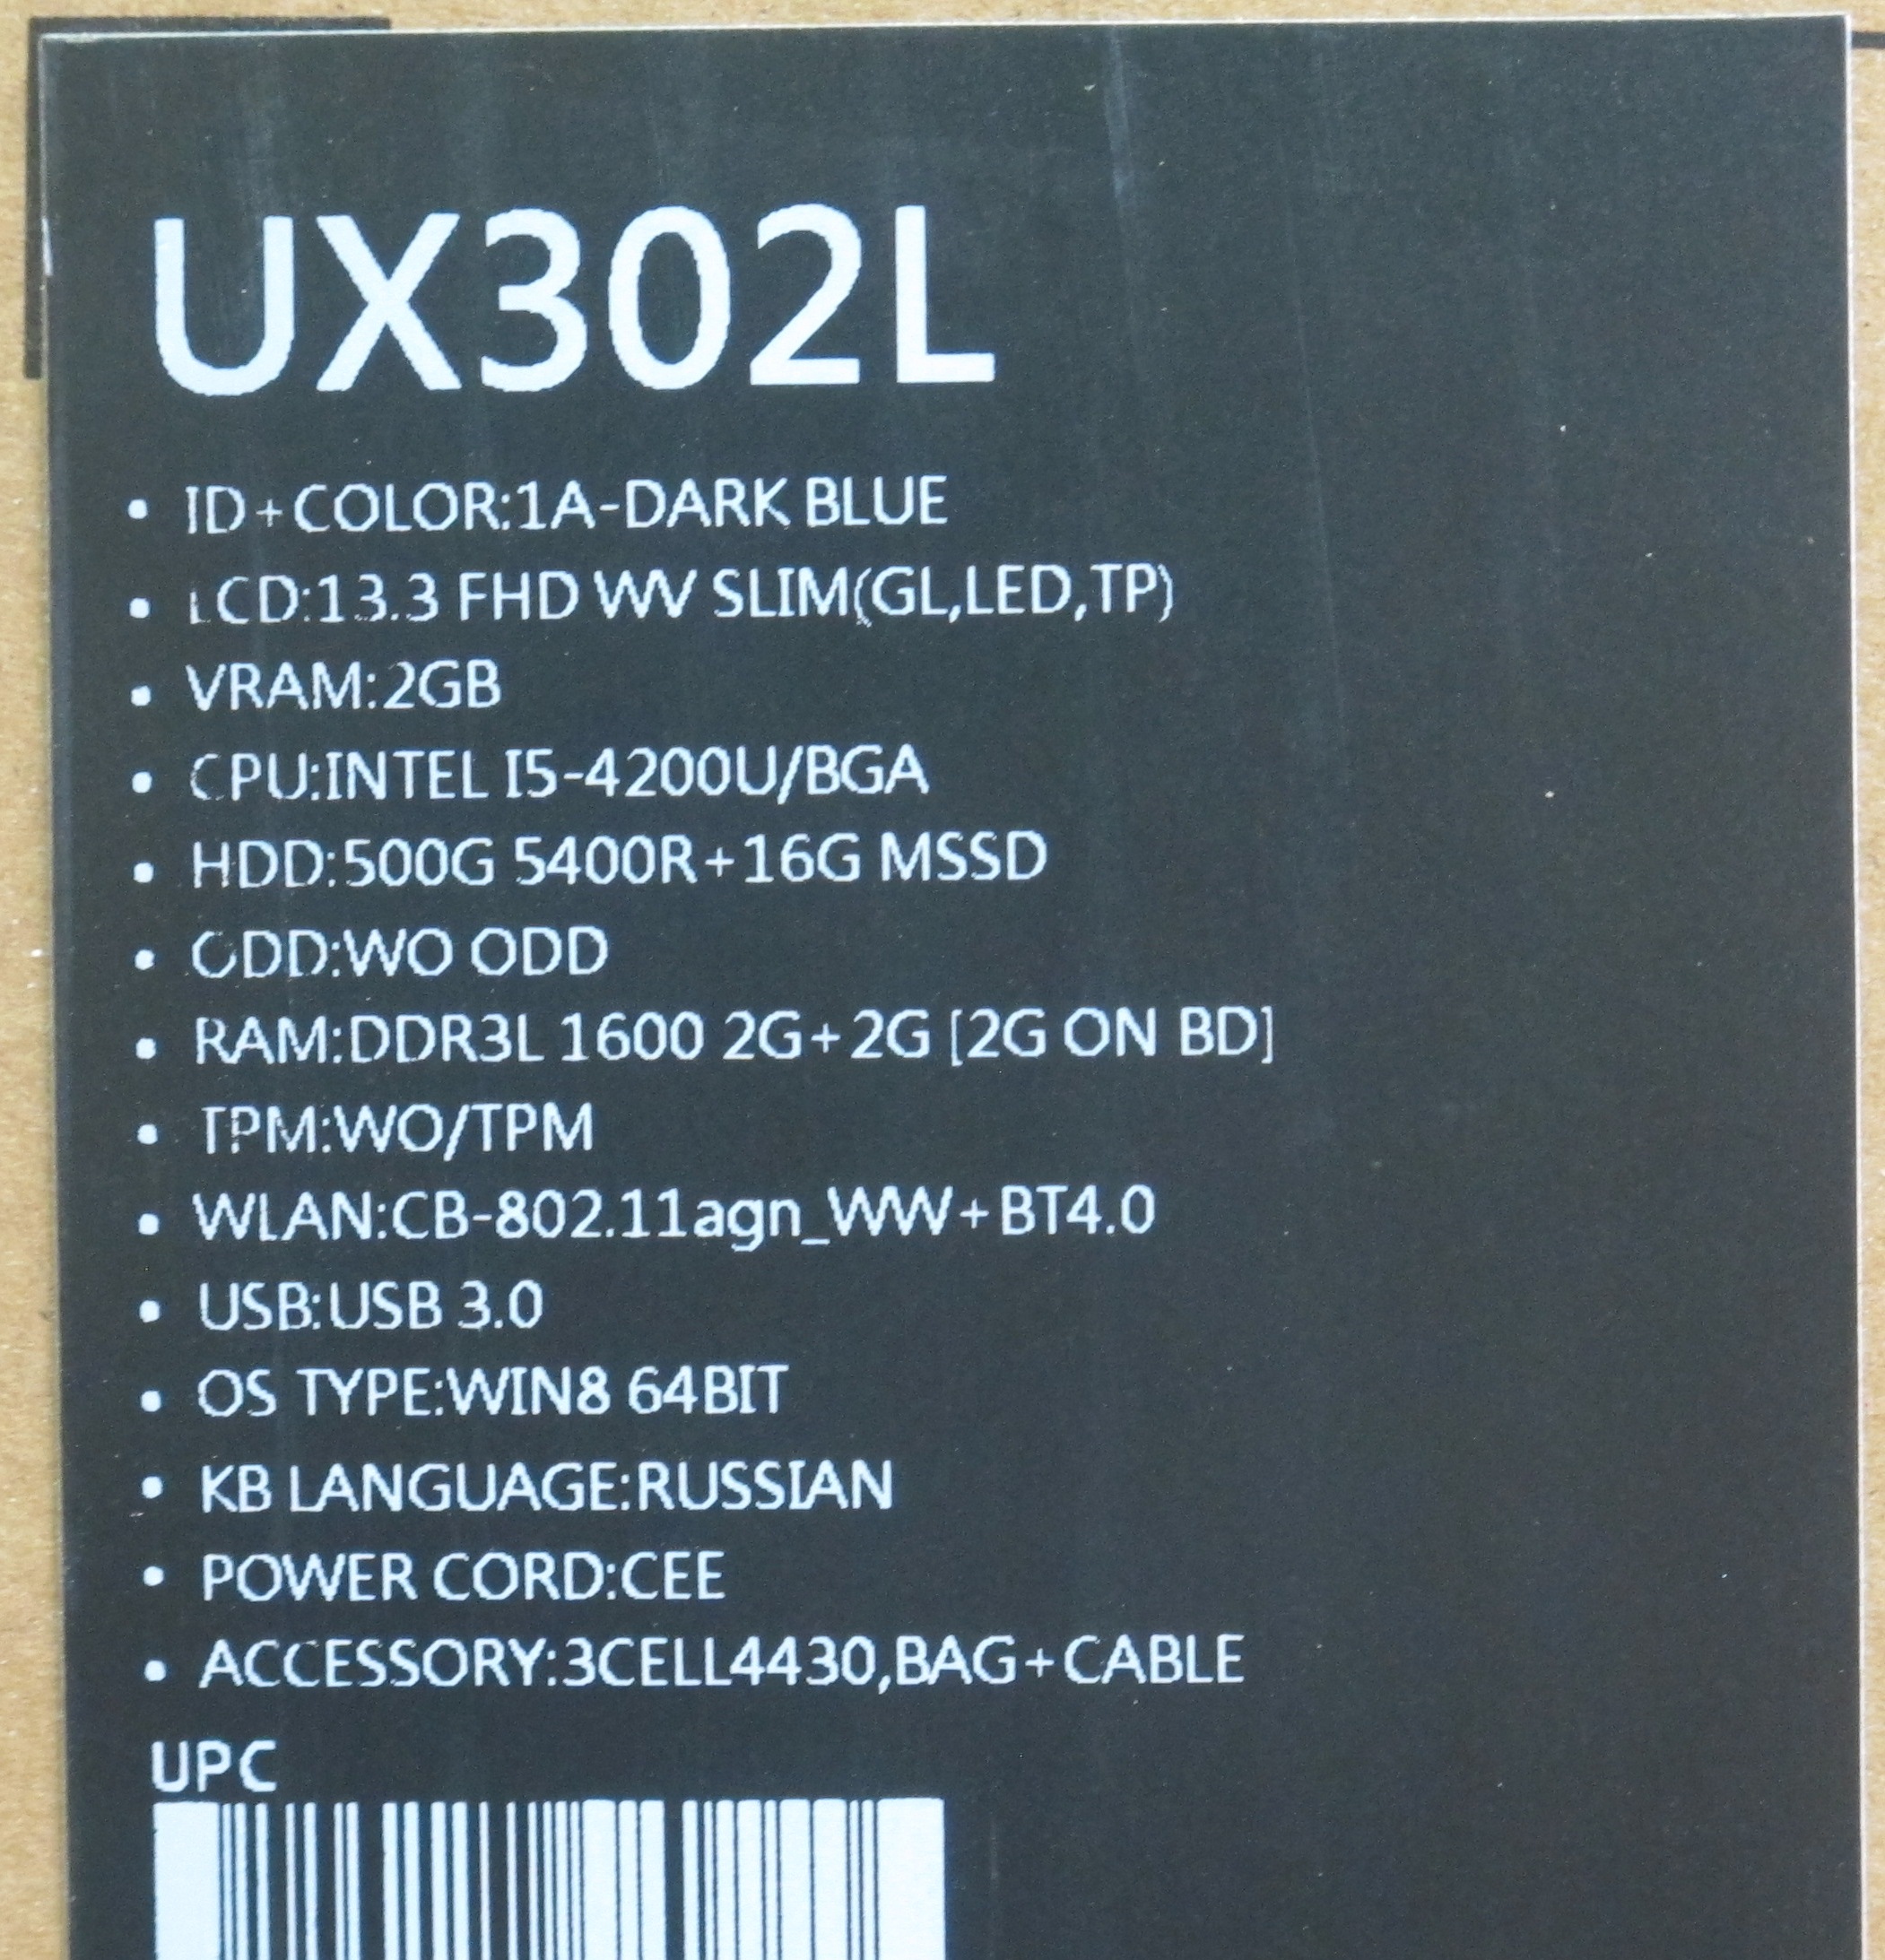 UX302L
• ID+COLOR:1A-DARK BLUE
• LCD:13.3 FHD WV SLIM(GL,LED,TP)
• VRAM:2GB
• CPU:INTEL I5-4200U/BGA
• HDD:500G 5400R+16G MSSD
• ODD:WO ODD
• RAM:DDR3L 1600 2G+2G [2G ON BD]
• TPM:WO/TPM
• WLAN:CB-802.11agn_WW+BT4.0
• USB:USB 3.0
• OS TYPE:WIN8 64BIT
• KB LANGUAGE:RUSSIAN
• POWER CORD:CEE
• ACCESSORY:3CELL4430,BAG+CABLE
UPC